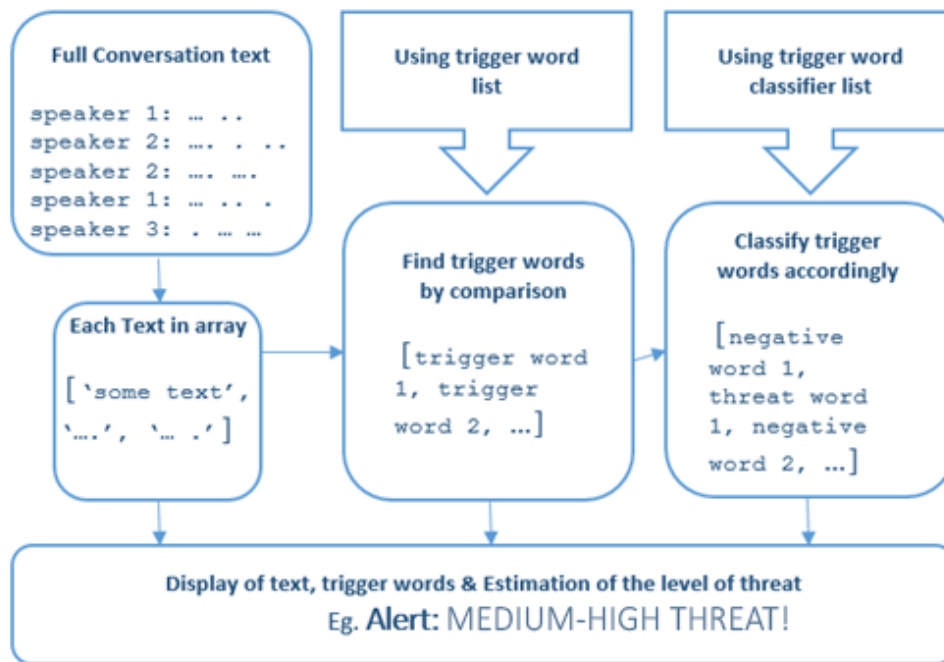 Full Conversation text
speaker 1: … ..
speaker 2: …. . ..
speaker 2: …. ….
speaker 1: … .. .
speaker 3: . … …
Each Text in array
[‘some text’,
‘….’, ‘… .’]
Using trigger word
list
Find trigger words
by comparison
[trigger word
1, trigger
word 2, …]
Using trigger word
classifier list
Classify trigger
words accordingly
[negative
word 1,
threat word
1, negative
word 2, …]
Display of text, trigger words & Estimation of the level of threat
Eg. Alert: MEDIUM-HIGH THREAT!